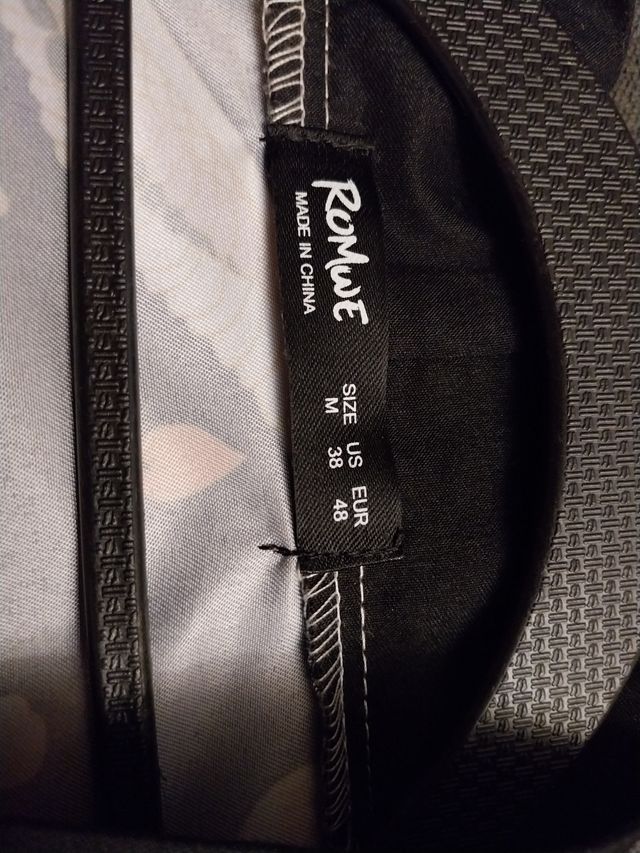 ROMWE
MADE IN CHINA
SIZE US EUR
M 38 48